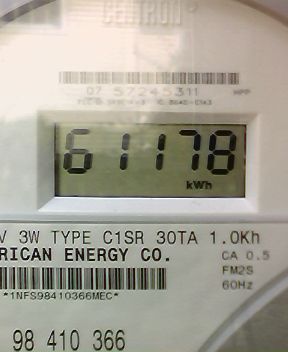 CENTRON®
07 57245311
61178
kWh
V 3W TYPE C1SR 30TA 1.0Kh
RICAN ENERGY CO.
CA 0.5
FM2S
60Hz
*1NFS98410366MEC*
98 410 366